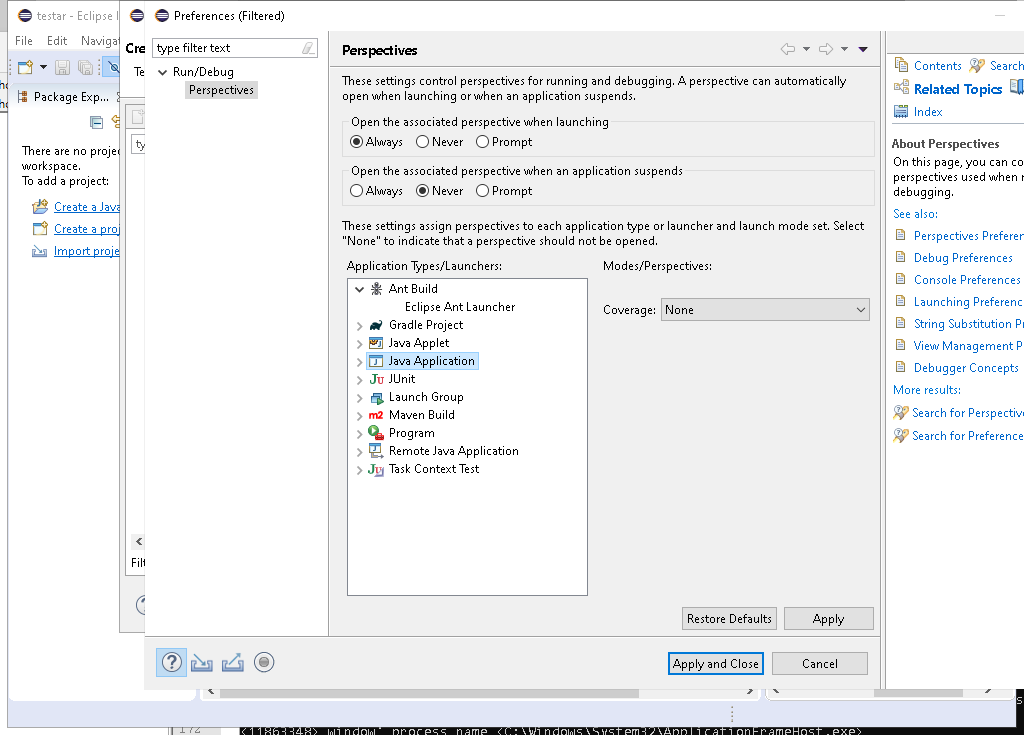 testar - Eclipse I
File Edit Navigat
Package Exp...
There are no projec
workspace.
To add a project:
Create a Java
Create a proj
Import proje
Cre
Te
ty
Filt
Preferences (Filtered)
type filter text
Run/Debug
Perspectives
Perspectives
These settings control perspectives for running and debugging. A perspective can automatically
open when launching or when an application suspends.
Open the associated perspective when launching
Always Never Prompt
Open the associated perspective when an application suspends
Always Never Prompt
These settings assign perspectives to each application type or launcher and launch mode set. Select
"None" to indicate that a perspective should not be opened.
Application Types/Launchers:
Modes/Perspectives:
Ant Build
Eclipse Ant Launcher
Gradle Project
Java Applet
Java Application
JUnit
Launch Group
Maven Build
Program
Remote Java Application
Task Context Test
Coverage: None
Restore Defaults Apply
Apply and Close Cancel
Contents Search
Related Topics
Index
About Perspectives
On this page, you can co
perspectives used when r
debugging.
See also:
Perspectives Preferen
Debug Preferences
Console Preferences
Launching Preferenc
String Substitution Pr
View Management P
Debugger Concepts
More results:
Search for Perspective
Search for Preference
172
<11863348> window' process name <C:\Windows\System32\ApplicationFrameHost.exe>